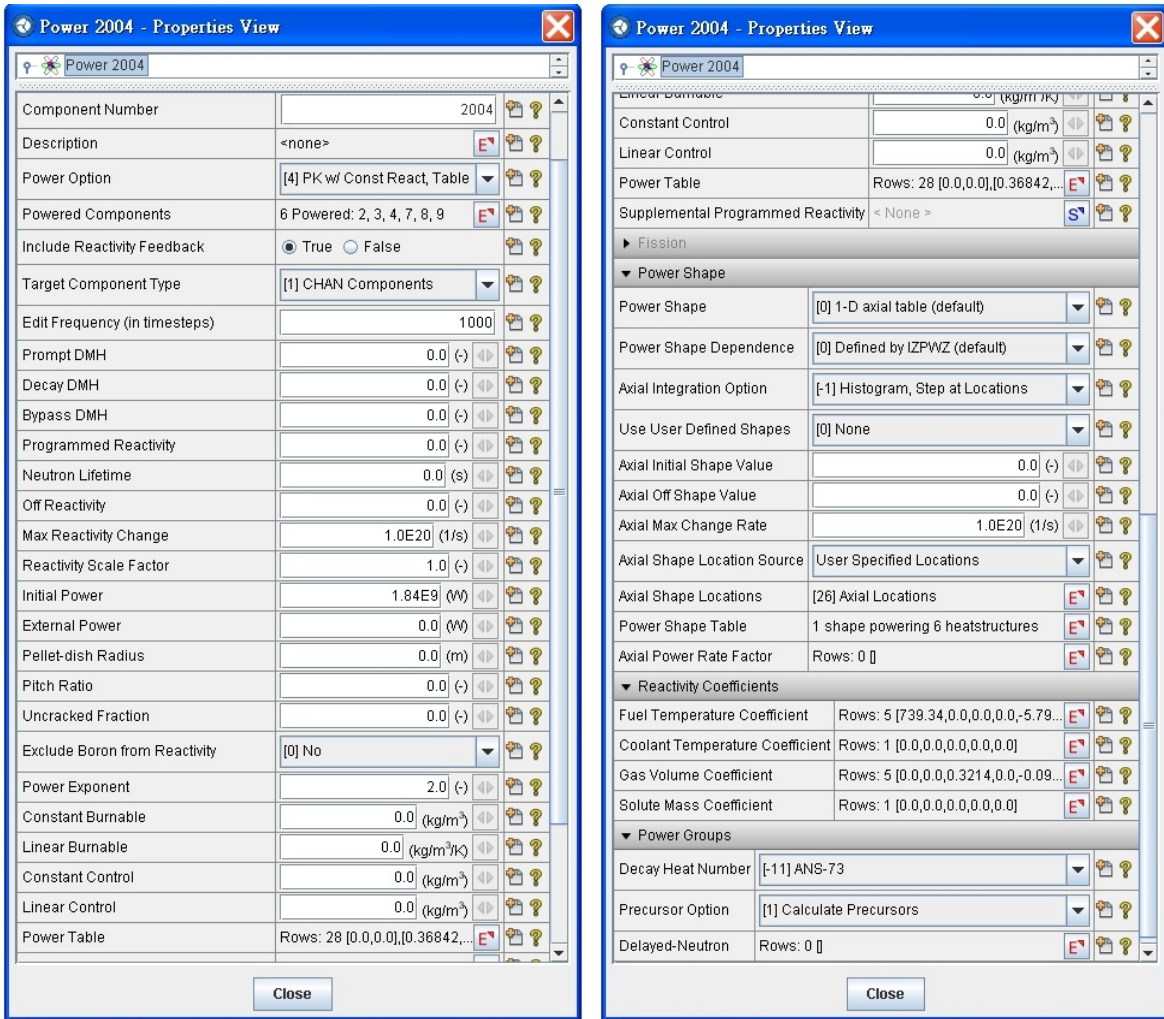 Power 2004 - Properties View
Power 2004
Component Number 2004
Description <none> E
Power Option [4] PK w/ Const React, Table
Powered Components 6 Powered: 2, 3, 4, 7, 8, 9 E
Include Reactivity Feedback True False
Target Component Type [1] CHAN Components
Edit Frequency (in timesteps) 1000
Prompt DMH 0.0 (-)
Decay DMH 0.0 (-)
Bypass DMH 0.0 (-)
Programmed Reactivity 0.0 (-)
Neutron Lifetime 0.0 (s)
Off Reactivity 0.0 (-)
Max Reactivity Change 1.0E20 (1/s)
Reactivity Scale Factor 1.0 (-)
Initial Power 1.84E9 (W)
External Power 0.0 (W)
Pellet-dish Radius 0.0 (m)
Pitch Ratio 0.0 (-)
Uncracked Fraction 0.0 (-)
Exclude Boron from Reactivity [0] No
Power Exponent 2.0 (-)
Constant Burnable 0.0 (kg/m³)
Linear Burnable 0.0 (kg/m³/K)
Constant Control 0.0 (kg/m³)
Linear Control 0.0 (kg/m³)
Power Table Rows: 28 [0.0,0.0],[0.36842,... E
Close
Power 2004 - Properties View
Power 2004
Linear Burnable 0.0 (kg/m³/K)
Constant Control 0.0 (kg/m³)
Linear Control 0.0 (kg/m³)
Power Table Rows: 28 [0.0,0.0],[0.36842,... E
Supplemental Programmed Reactivity < None > S
Fission
Power Shape
Power Shape [0] 1-D axial table (default)
Power Shape Dependence [0] Defined by IZPWZ (default)
Axial Integration Option [-1] Histogram, Step at Locations
Use User Defined Shapes [0] None
Axial Initial Shape Value 0.0 (-)
Axial Off Shape Value 0.0 (-)
Axial Max Change Rate 1.0E20 (1/s)
Axial Shape Location Source User Specified Locations
Axial Shape Locations [26] Axial Locations E
Power Shape Table 1 shape powering 6 heatstructures E
Axial Power Rate Factor Rows: 0 [] E
Reactivity Coefficients
Fuel Temperature Coefficient Rows: 5 [739.34,0.0,0.0,0.0,-5.79... E
Coolant Temperature Coefficient Rows: 1 [0.0,0.0,0.0,0.0,0.0] E
Gas Volume Coefficient Rows: 5 [0.0,0.0,0.3214,0.0,-0.09... E
Solute Mass Coefficient Rows: 1 [0.0,0.0,0.0,0.0,0.0] E
Power Groups
Decay Heat Number [-11] ANS-73
Precursor Option [1] Calculate Precursors
Delayed-Neutron Rows: 0 [] E
Close